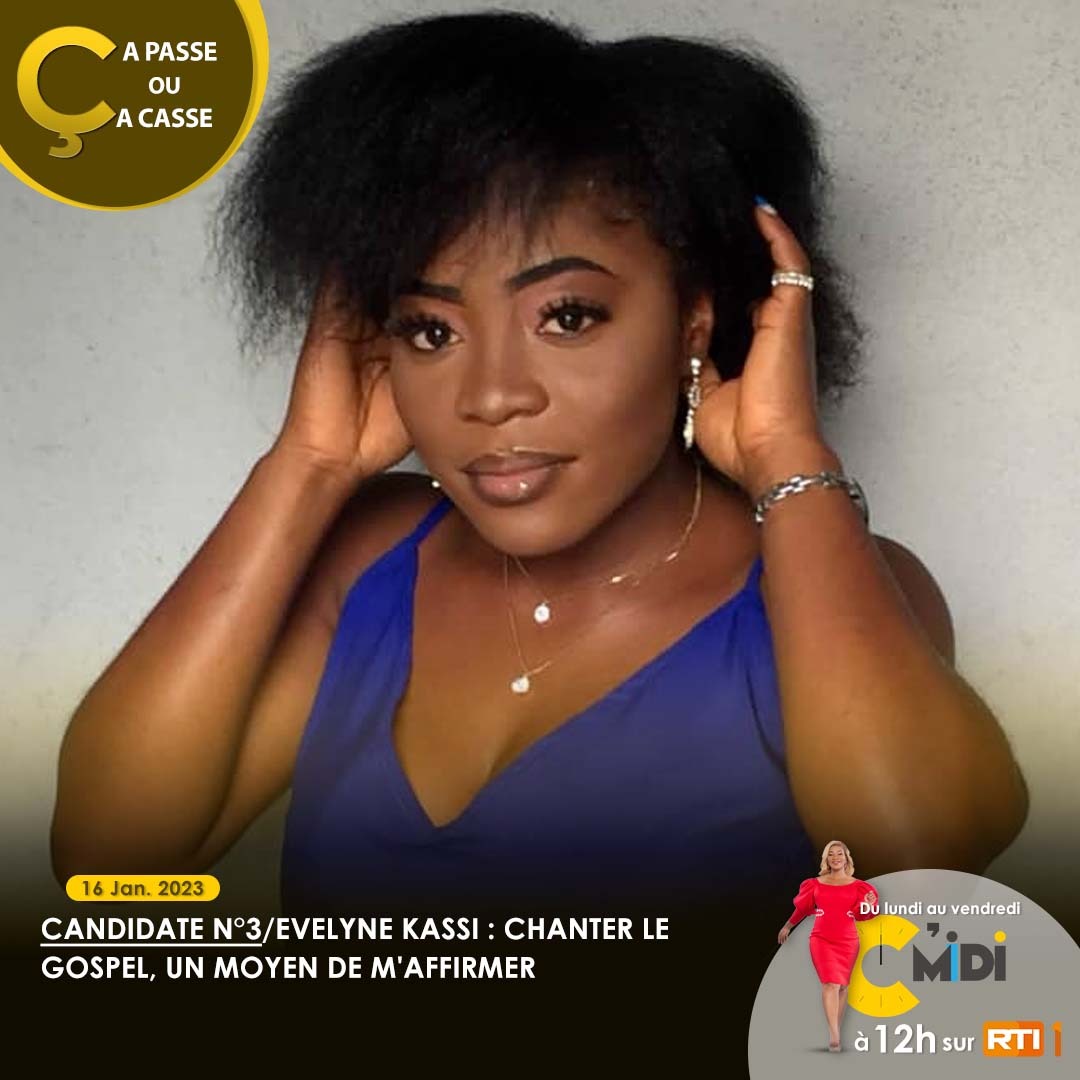 ÇA PASSE
OU
ÇA CASSE
16 Jan. 2023
CANDIDATE N°3/EVELYNE KASSI : CHANTER LE
GOSPEL, UN MOYEN DE M'AFFIRMER
Du lundi au vendredi
C'MiDi
à 12h sur RTI 1